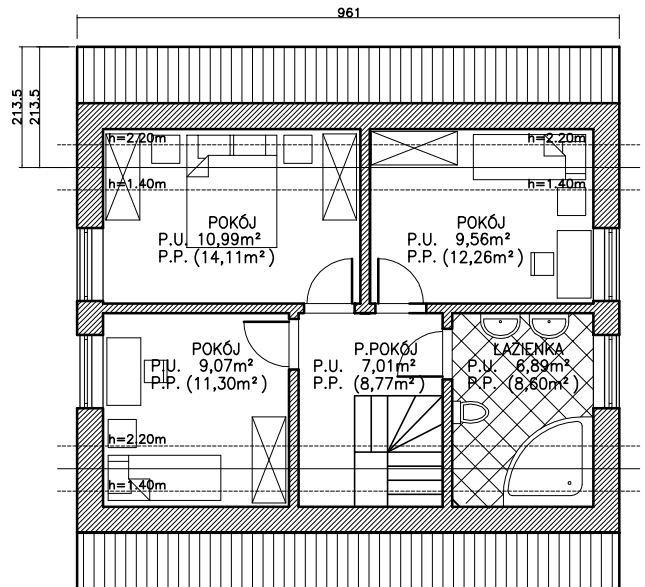 961
213.5
213.5
h=2.20m
h=2.20m
h=1.40m
h=1.40m
POKÓJ
P.U. 10,99m²
P.P. (14,11m²)
POKÓJ
P.U. 9,56m²
P.P. (12,26m²)
POKÓJ
P.U. 9,07m²
P.P. (11,30m²)
P.POKÓJ
P.U. 7,01m²
P.P. (8,77m²)
ŁAZIENKA
P.U. 6,89m²
P.P. (8,60m²)
h=2.20m
h=1.40m